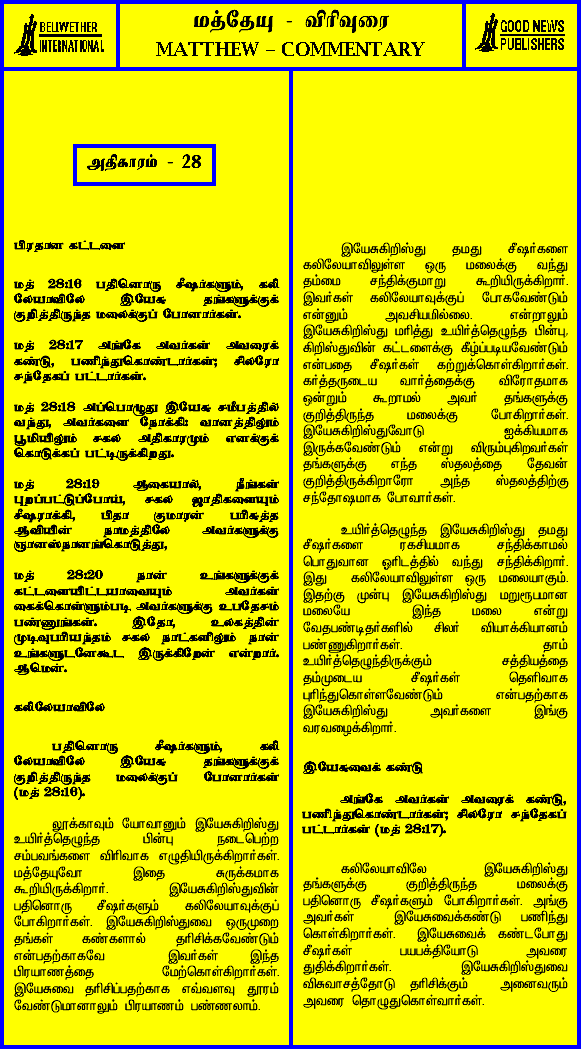 BELIWETHER
INTERNATIONAL
மத்தேயு - விரிவுரை
MATTHEW – COMMENTARY
GOOD NEWS
PUBLISHERS
அதிகாரம் - 28
பிரதான கட்டளை
மத் 28:16 பதினொரு சீஷர்களும், கலி
லேயாவிலே இயேசு தங்களுக்குக்
குறித்திருந்த மலைக்குப் போனார்கள்.
மத் 28:17 அங்கே அவர்கள் அவரைக்
கண்டு, பணிந்துகொண்டார்கள்; சிலரோ
சந்தேகப் பட்டார்கள்.
மத் 28:18 அப்பொழுது இயேசு சமீபத்தில்
வந்து, அவர்களை நோக்கி: வானத்திலும்
பூமியிலும் சகல அதிகாரமும் எனக்குக்
கொடுக்கப் பட்டிருக்கிறது.
மத் 28:19 ஆகையால், நீங்கள்
புறப்பட்டுப்போய், சகல ஜாதிகளையும்
சீஷராக்கி, பிதா குமாரன் பரிசுத்த
ஆவியின் நாமத்திலே அவர்களுக்கு
ஞானஸ்நானங்கொடுத்து,
மத் 28:20 நான் உங்களுக்குக்
கட்டளையிட்டயாவையும் அவர்கள்
கைக்கொள்ளும்படி அவர்களுக்கு உபதேசம்
பண்ணுங்கள். இதோ, உலகத்தின்
முடிவுபரியந்தம் சகல நாட்களிலும் நான்
உங்களுடனேகூட இருக்கிறேன் என்றார்.
ஆமென்.
கலிலேயாவிலே
பதினொரு சீஷர்களும், கலி
லேயாவிலே இயேசு தங்களுக்குக்
குறித்திருந்த மலைக்குப் போனார்கள்
(மத் 28:16).
லூக்காவும் யோவானும் இயேசுகிறிஸ்து
உயிர்த்தெழுந்த பின்பு நடைபெற்ற
சம்பவங்களை விரிவாக எழுதியிருக்கிறார்கள்.
மத்தேயுவோ இதை சுருக்கமாக
கூறியிருக்கிறார். இயேசுகிறிஸ்துவின்
பதினொரு சீஷர்களும் கலிலேயாவுக்குப்
போகிறார்கள். இயேசுகிறிஸ்துவை ஒருமுறை
தங்கள் கண்களால் தரிசிக்கவேண்டும்
என்பதற்காகவே இவர்கள் இந்த
பிரயாணத்தை மேற்கொள்கிறார்கள்.
இயேசுவை தரிசிப்பதற்காக எவ்வளவு தூரம்
வேண்டுமானாலும் பிரயாணம் பண்ணலாம்.
இயேசுகிறிஸ்து தமது சீஷர்களை
கலிலேயாவிலுள்ள ஒரு மலைக்கு வந்து
தம்மை சந்திக்குமாறு கூறியிருக்கிறார்.
இவர்கள் கலிலேயாவுக்குப் போகவேண்டும்
என்னும் அவசியமில்லை. என்றாலும்
இயேசுகிறிஸ்து மரித்து உயிர்த்தெழுந்த பின்பு,
கிறிஸ்துவின் கட்டளைக்கு கீழ்ப்படியவேண்டும்
என்பதை சீஷர்கள் கற்றுக்கொள்கிறார்கள்.
கர்த்தருடைய வார்த்தைக்கு விரோதமாக
ஒன்றும் கூறாமல் அவர் தங்களுக்கு
குறித்திருந்த மலைக்கு போகிறார்கள்.
இயேசுகிறிஸ்துவோடு ஐக்கியமாக
இருக்கவேண்டும் என்று விரும்புகிறவர்கள்
தங்களுக்கு எந்த ஸ்தலத்தை தேவன்
குறித்திருக்கிறாரோ அந்த ஸ்தலத்திற்கு
சந்தோஷமாக போவார்கள்.
உயிர்த்தெழுந்த இயேசுகிறிஸ்து தமது
சீஷர்களை ரகசியமாக சந்திக்காமல்
பொதுவான ஓரிடத்தில் வந்து சந்திக்கிறார்.
இது கலிலேயாவிலுள்ள ஒரு மலையாகும்.
இதற்கு முன்பு இயேசுகிறிஸ்து மறுரூபமான
மலையே இந்த மலை என்று
வேதபண்டிதர்களில் சிலர் வியாக்கியானம்
பண்ணுகிறார்கள். தாம்
உயிர்த்தெழுந்திருக்கும் சத்தியத்தை
தம்முடைய சீஷர்கள் தெளிவாக
புரிந்துகொள்ளவேண்டும் என்பதற்காக
இயேசுகிறிஸ்து அவர்களை இங்கு
வரவழைக்கிறார்.
இயேசுவைக் கண்டு
அங்கே அவர்கள் அவரைக் கண்டு,
பணிந்துகொண்டார்கள்; சிலரோ சந்தேகப்
பட்டார்கள் (மத் 28:17).
கலிலேயாவிலே இயேசுகிறிஸ்து
தங்களுக்கு குறித்திருந்த மலைக்கு
பதினொரு சீஷர்களும் போகிறார்கள். அங்கு
அவர்கள் இயேசுவைக்கண்டு பணிந்து
கொள்கிறார்கள். இயேசுவைக் கண்டபோது
சீஷர்கள் பயபக்தியோடு அவரை
துதிக்கிறார்கள். இயேசுகிறிஸ்துவை
விசுவாசத்தோடு தரிசிக்கும் அனைவரும்
அவரை தொழுதுகொள்வார்கள்.